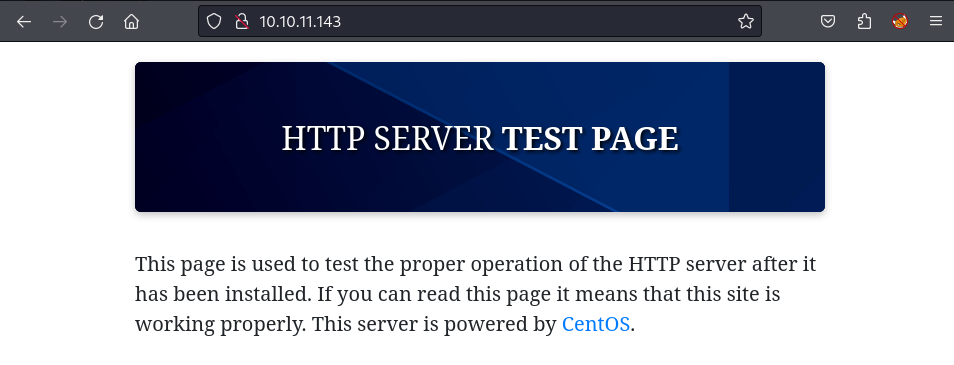 10.10.11.143
HTTP SERVER TEST PAGE
This page is used to test the proper operation of the HTTP server after it
has been installed. If you can read this page it means that this site is
working properly. This server is powered by CentOS.